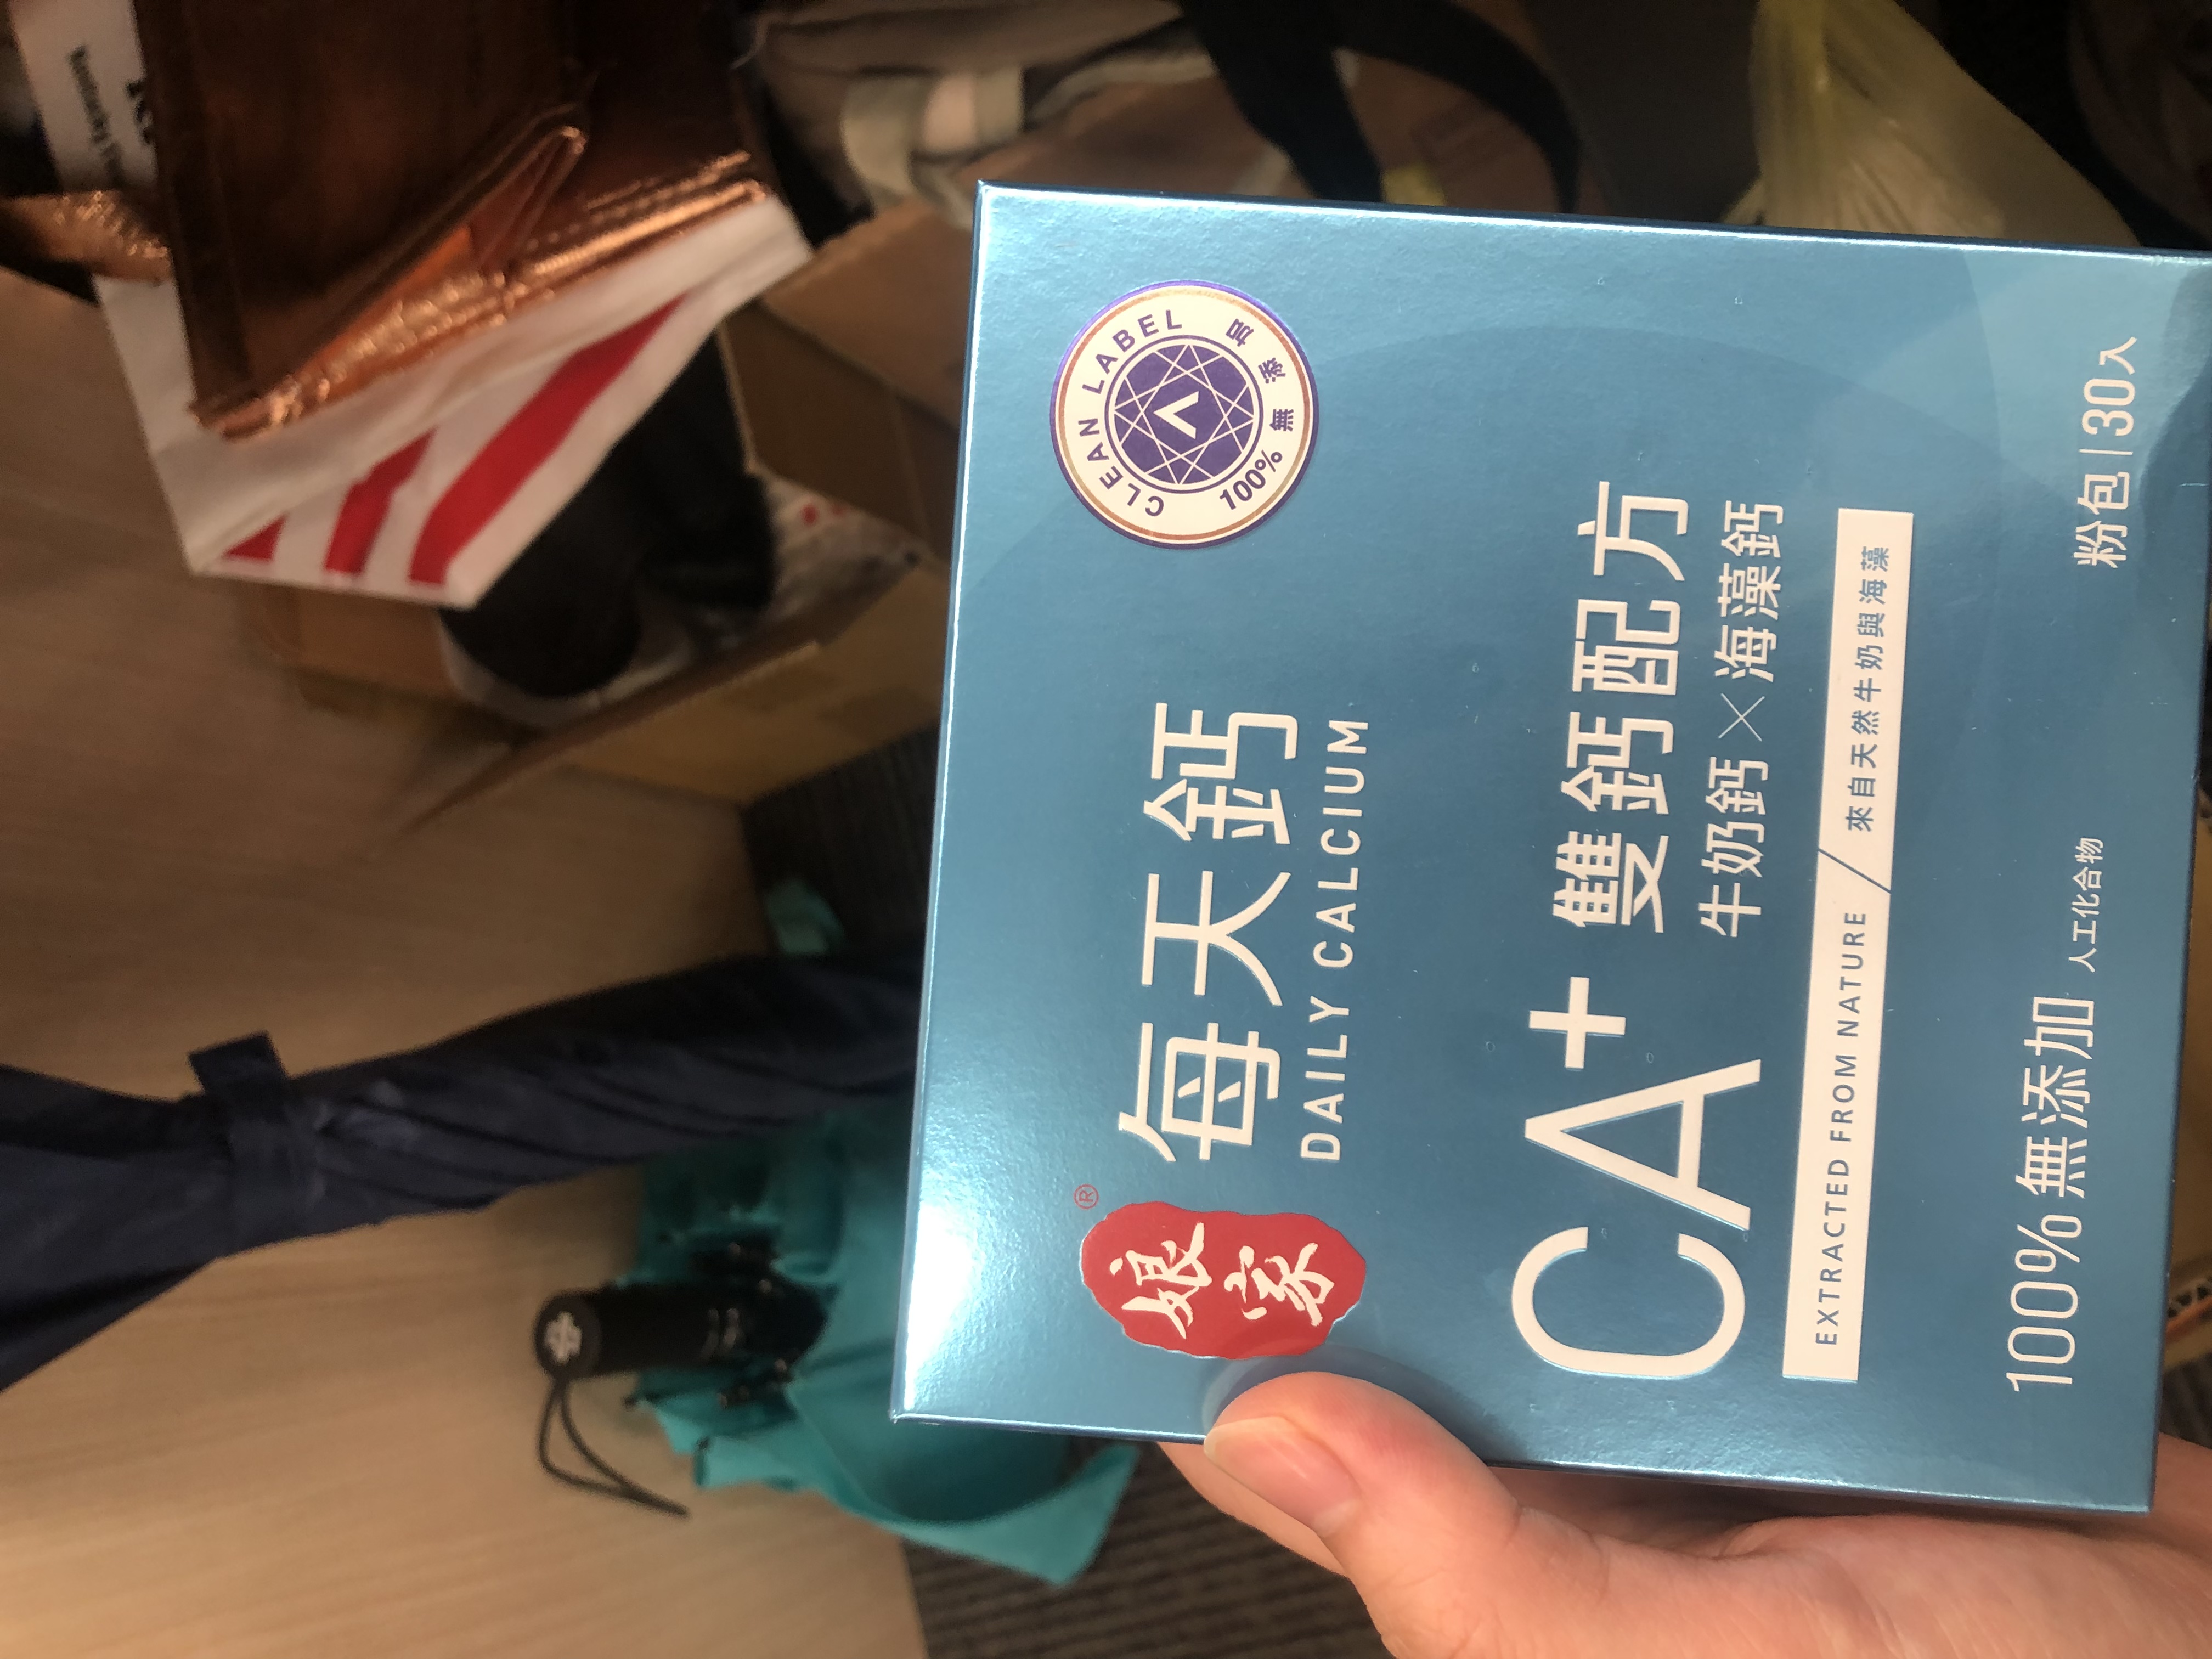 娘家®
每天鈣
DAILY CALCIUM
CLEAN LABEL
100% 無添加
CA+ 雙鈣配方
牛奶鈣×海藻鈣
EXTRACTED FROM NATURE / 來自天然牛奶與海藻
100%無添加 人工化合物
粉包|30入